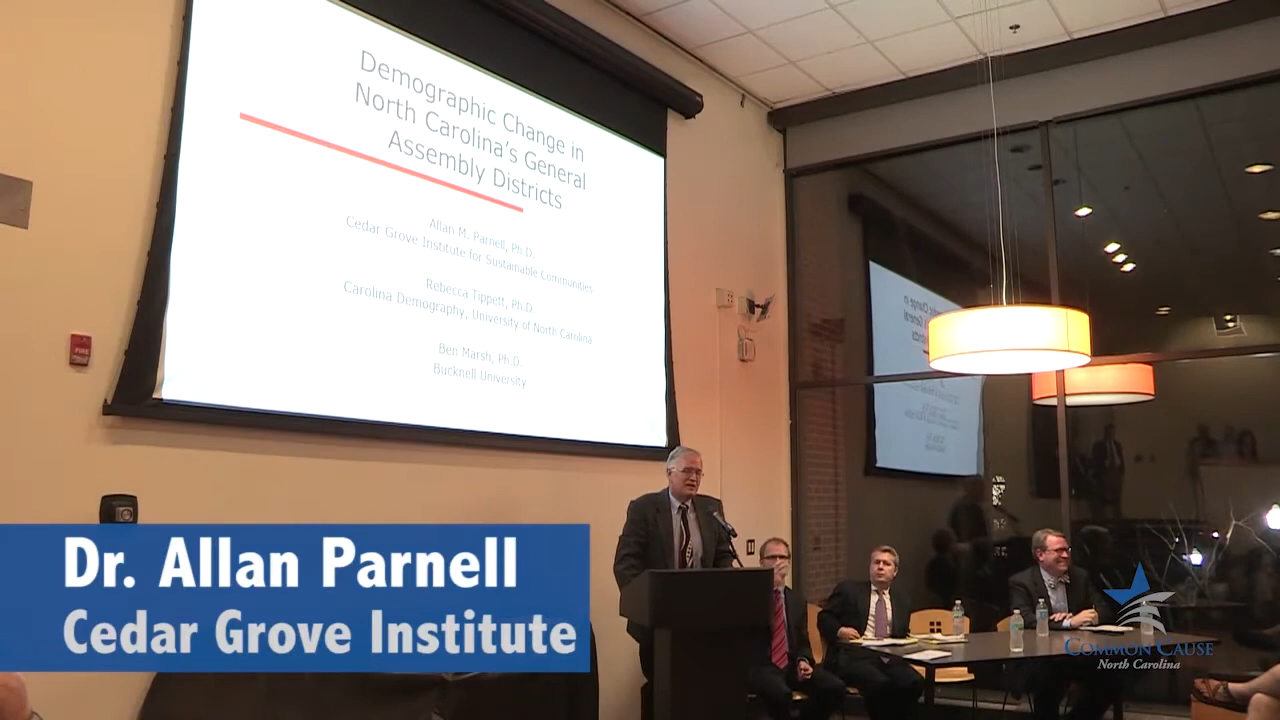 Demographic Change in
North Carolina's General
Assembly Districts
Allan M. Parnell, Ph.D.
Cedar Grove Institute for Sustainable Communities
Rebecca Tippett, Ph.D.
Carolina Demography, University of North Carolina
Ben Marsh, Ph.D.
Bucknell University
FIRE
Dr. Allan Parnell
Cedar Grove Institute
COMMON CAUSE
North Carolina